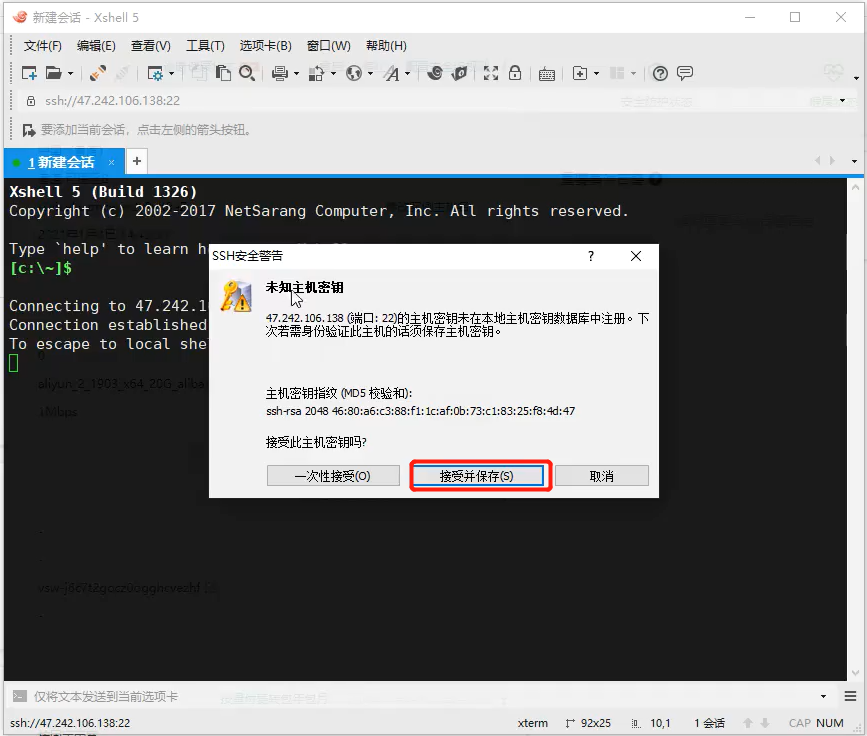 新建会话 - Xshell 5
文件(F) 编辑(E) 查看(V) 工具(T) 选项卡(B) 窗口(W) 帮助(H)
ssh://47.242.106.138:22
要添加当前会话，点击左侧的箭头按钮。
1 新建会话 × +
Xshell 5 (Build 1326)
Copyright (c) 2002-2017 NetSarang Computer, Inc. All rights reserved.
Type `help' to learn h
[c:\~]$
Connecting to 47.242.1
Connection established
To escape to local she
SSH安全警告
未知主机密钥
47.242.106.138 (端口: 22)的主机密钥未在本地主机密钥数据库中注册。下
次若需身份验证此主机的话须保存主机密钥。
主机密钥指纹 (MD5 校验和):
ssh-rsa 2048 46:80:a6:c3:88:f1:1c:af:0b:73:c1:83:25:f8:4d:47
接受此主机密钥吗?
一次性接受(O) 接受并保存(S) 取消
仅将文本发送到当前选项卡
ssh://47.242.106.138:22 xterm 92x25 10,1 1 会话 CAP NUM